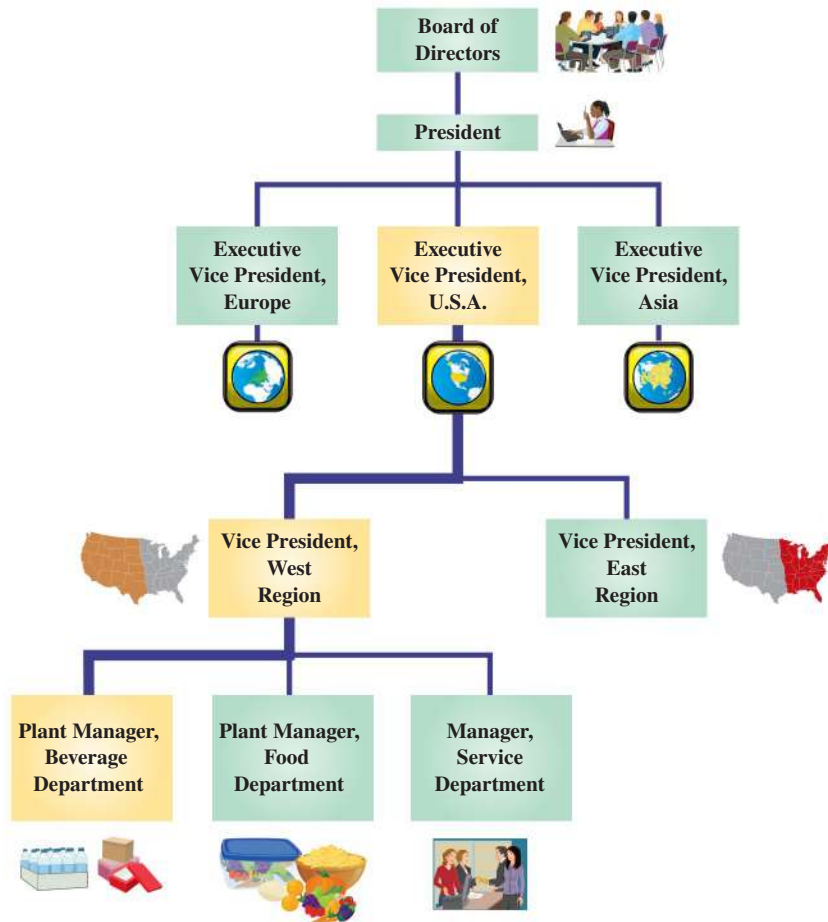 Board of
Directors
President
Executive
Vice President,
Europe
Executive
Vice President,
U.S.A.
Executive
Vice President,
Asia
Vice President,
West
Region
Vice President,
East
Region
Plant Manager,
Beverage
Department
Plant Manager,
Food
Department
Manager,
Service
Department